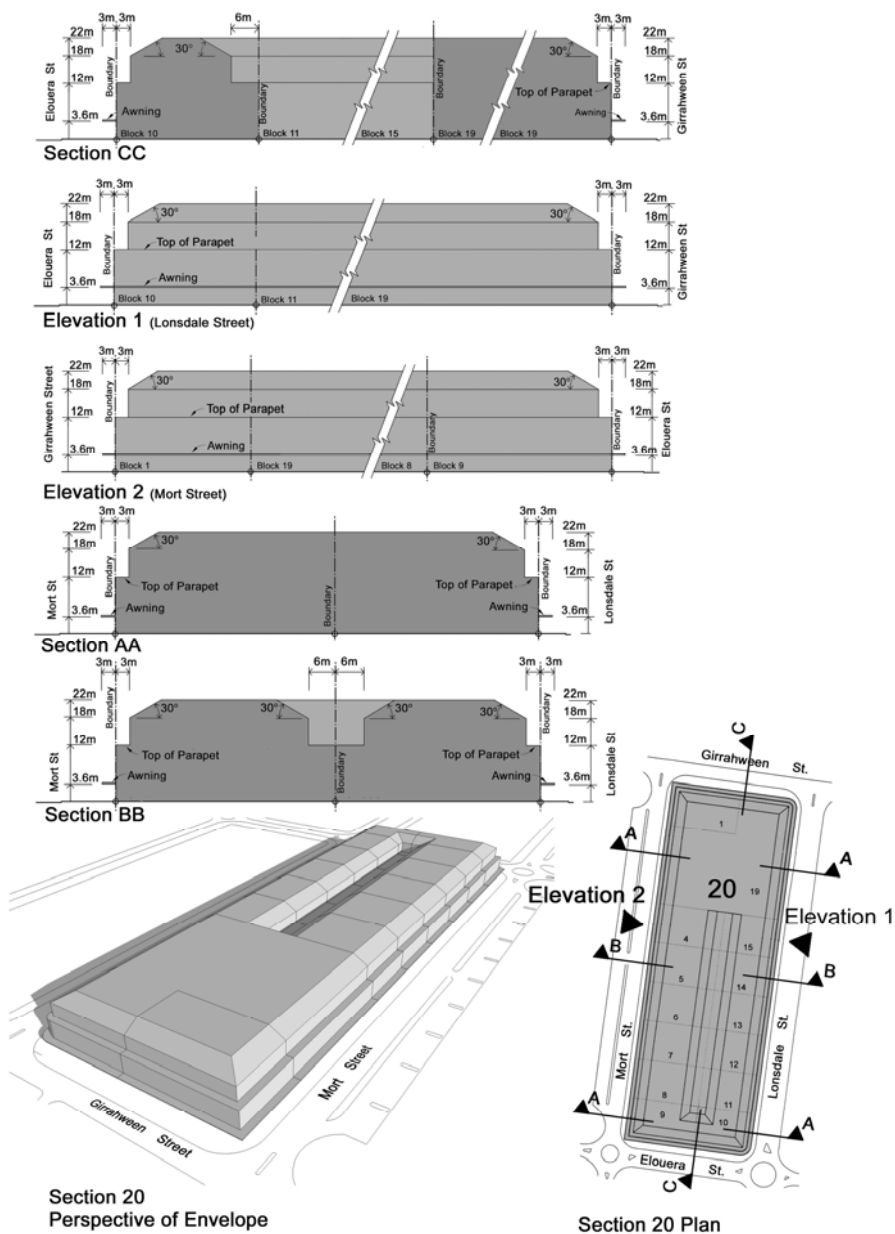 3m 3m 6m 3m 3m
22m 22m
18m 30° 30° 18m
Elouera St Boundary Boundary Boundary Boundary Girrahween St
12m Top of Parapet 12m
Awning Awning
3.6m 3.6m
Block 10 Block 11 Block 15 Block 19 Block 19
Section CC
3m 3m 3m 3m
22m 22m
18m 30° 30° 18m
Elouera St Boundary Boundary Girrahween St
Top of Parapet
12m 12m
Awning
3.6m 3.6m
Block 10 Block 11 Block 19
Elevation 1 (Lonsdale Street)
3m 3m 3m 3m
22m 22m
18m 30° 30° 18m
Girrahween Street Boundary Boundary Boundary Elouera St
Top of Parapet
12m 12m
Awning
3.6m 3.6m
Block 1 Block 19 Block 8 Block 9
Elevation 2 (Mort Street)
3m 3m 3m 3m
22m 22m
18m 30° 30° 18m
Mort St Boundary Boundary Boundary Lonsdale St
12m Top of Parapet Top of Parapet 12m
Awning Awning
3.6m 3.6m
Section AA
3m 3m 6m 6m 3m 3m
22m 22m
18m 30° 30° 30° 30° 18m
Mort St Boundary Boundary Boundary Lonsdale St
12m Top of Parapet Top of Parapet 12m
Awning Awning
3.6m 3.6m
Section BB
Girrahween Street
Mort Street
Section 20
Perspective of Envelope
C
Girrahween St.
1
A A
20
19
Elevation 2 Elevation 1
4 15
B B
5 14
6 13
Mort St. Lonsdale St.
7 12
8 11
A 9 10 A
Elouera St.
C
Section 20 Plan